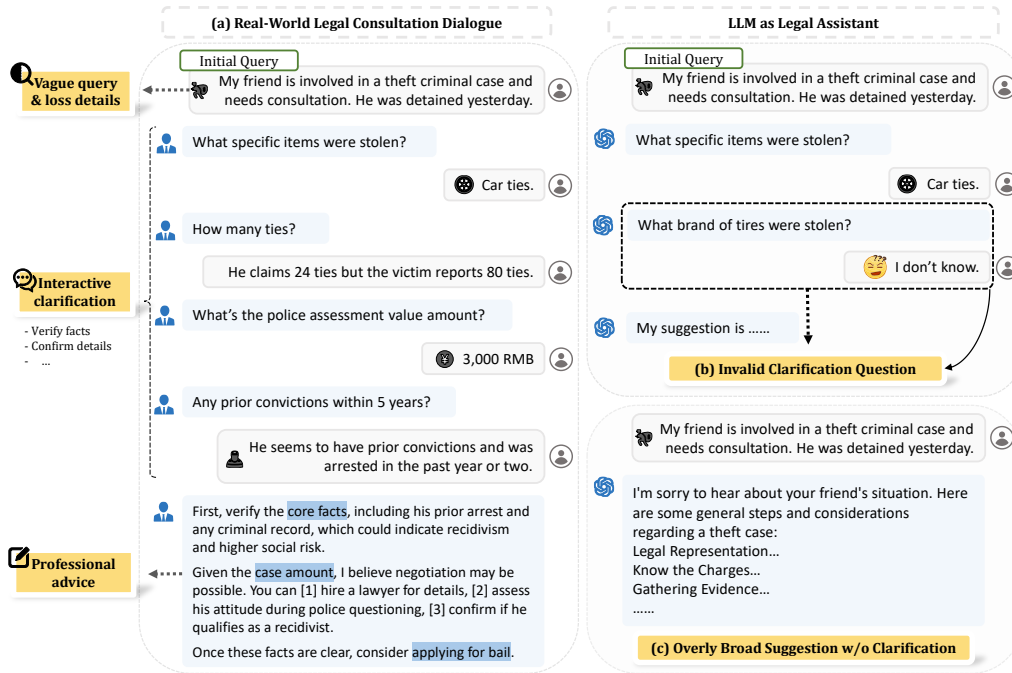 (a) Real-World Legal Consultation Dialogue
Initial Query
My friend is involved in a theft criminal case and
needs consultation. He was detained yesterday.
Vague query
& loss details
What specific items were stolen?
Car ties.
How many ties?
He claims 24 ties but the victim reports 80 ties.
Interactive
clarification
- Verify facts
- Confirm details
- ...
What's the police assessment value amount?
3,000 RMB
Any prior convictions within 5 years?
He seems to have prior convictions and was
arrested in the past year or two.
First, verify the core facts, including his prior arrest and
any criminal record, which could indicate recidivism
and higher social risk.
Given the case amount, I believe negotiation may be
possible. You can [1] hire a lawyer for details, [2] assess
his attitude during police questioning, [3] confirm if he
qualifies as a recidivist.
Once these facts are clear, consider applying for bail.
Professional
advice
LLM as Legal Assistant
Initial Query
My friend is involved in a theft criminal case and
needs consultation. He was detained yesterday.
What specific items were stolen?
Car ties.
What brand of tires were stolen?
???
I don't know.
My suggestion is ......
(b) Invalid Clarification Question
My friend is involved in a theft criminal case and
needs consultation. He was detained yesterday.
I'm sorry to hear about your friend's situation. Here
are some general steps and considerations
regarding a theft case:
Legal Representation...
Know the Charges...
Gathering Evidence...
......
(c) Overly Broad Suggestion w/o Clarification